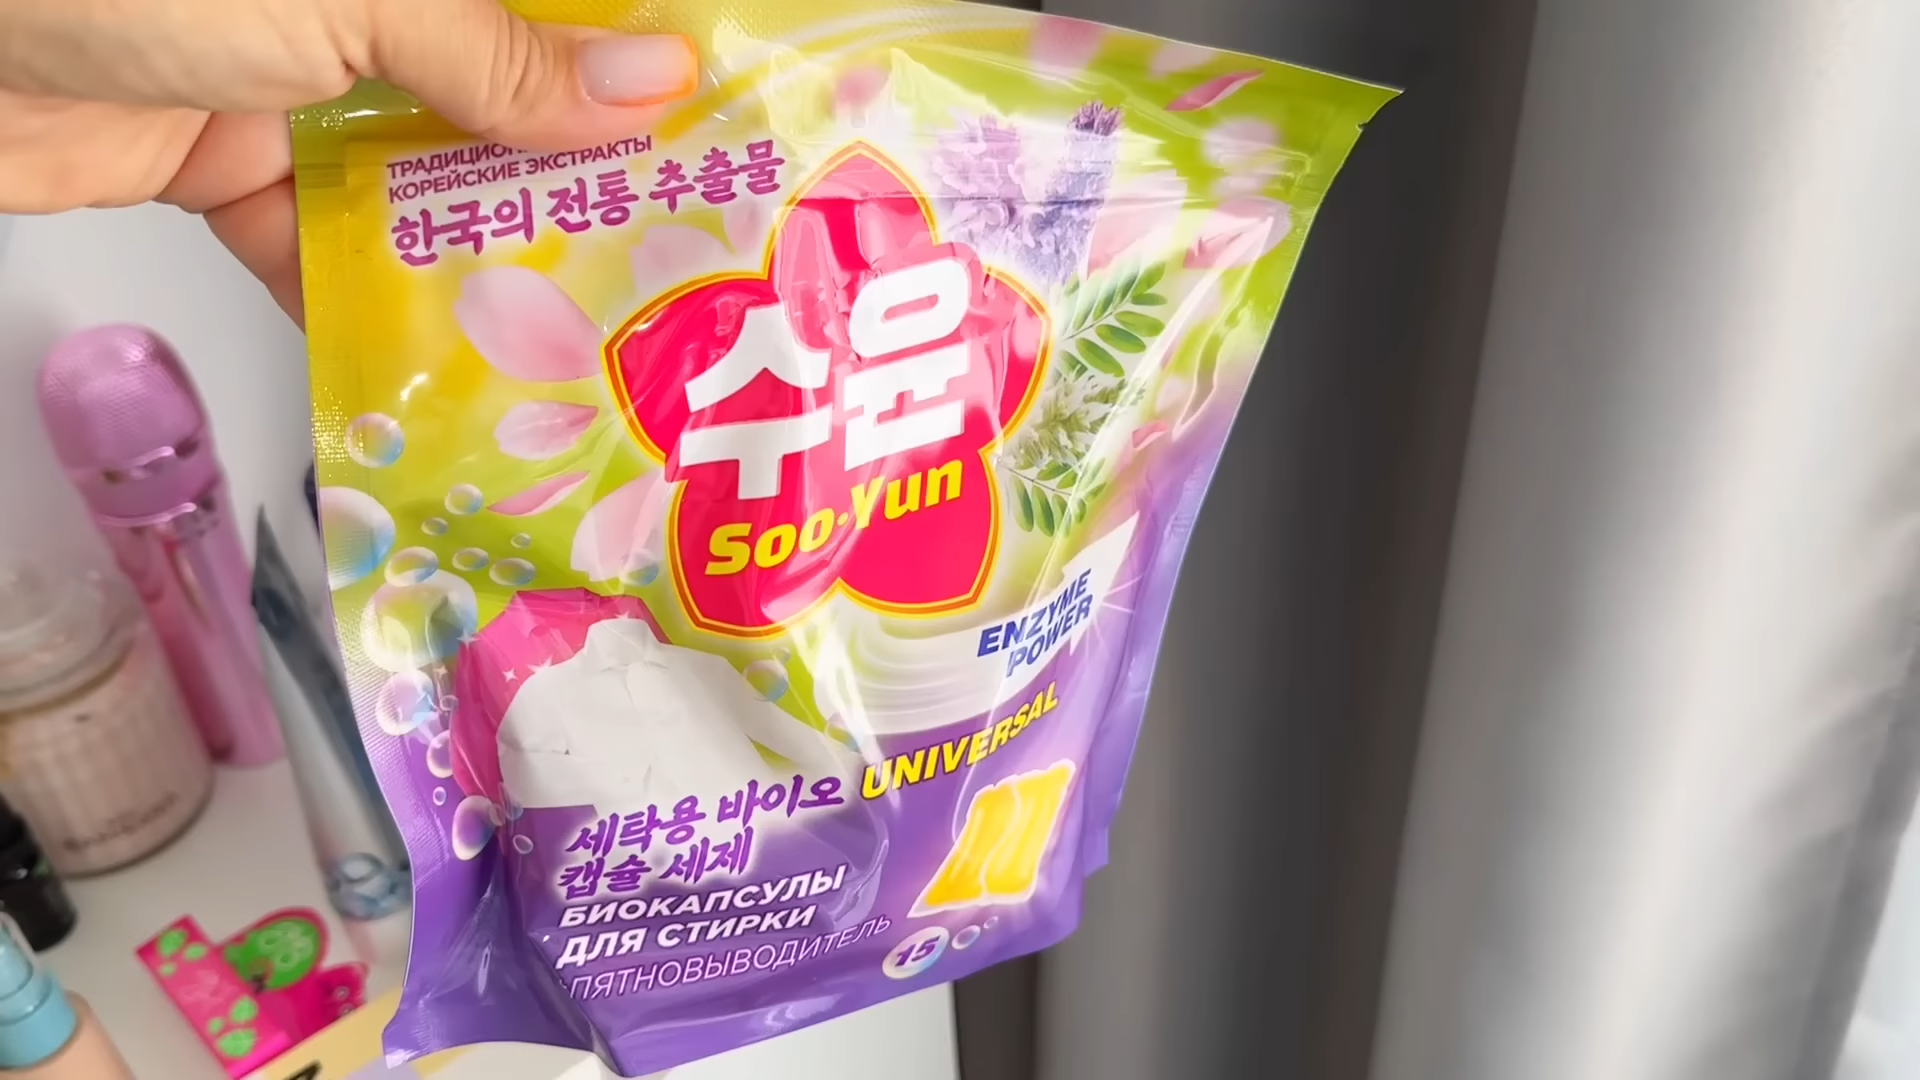 КОРЕЙСКИЕ ЭКСТРАКТЫ
한국의 전통 추출물
수윤
Soo-Yun
ENZYME
POWER
UNIVERSAL
세탁용 바이오
캡슐 세제
БИОКАПСУЛЫ
ДЛЯ СТИРКИ
+ПЯТНОВЫВОДИТЕЛЬ
15